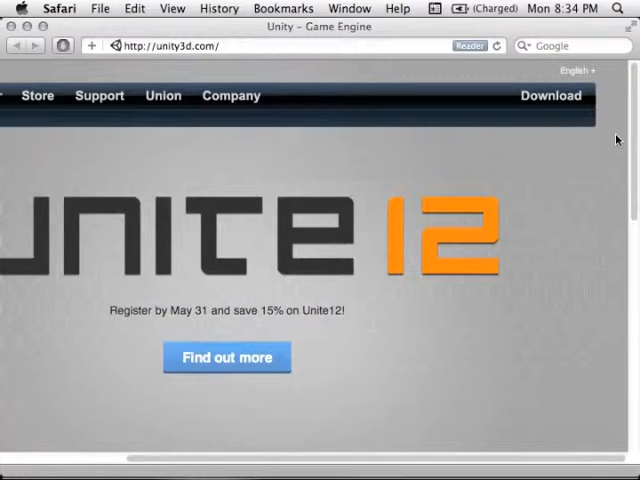 Safari File Edit View History Bookmarks Window Help (Charged) Mon 8:34 PM
Unity – Game Engine
http://unity3d.com/ Reader Google
English
Store Support Union Company Download
UNITE 12
Register by May 31 and save 15% on Unite12!
Find out more